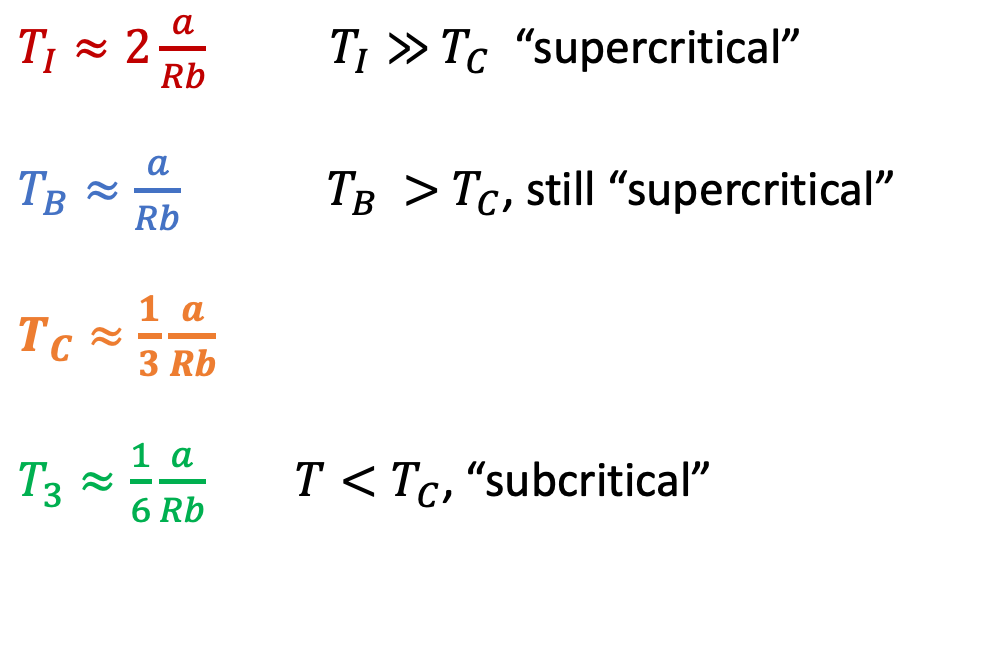 T_I ≈ 2 a/Rb T_I ≫ T_C “supercritical”
T_B ≈ a/Rb T_B > T_C, still “supercritical”
T_C ≈ 1/3 a/Rb
T_3 ≈ 1/6 a/Rb T < T_C, “subcritical”